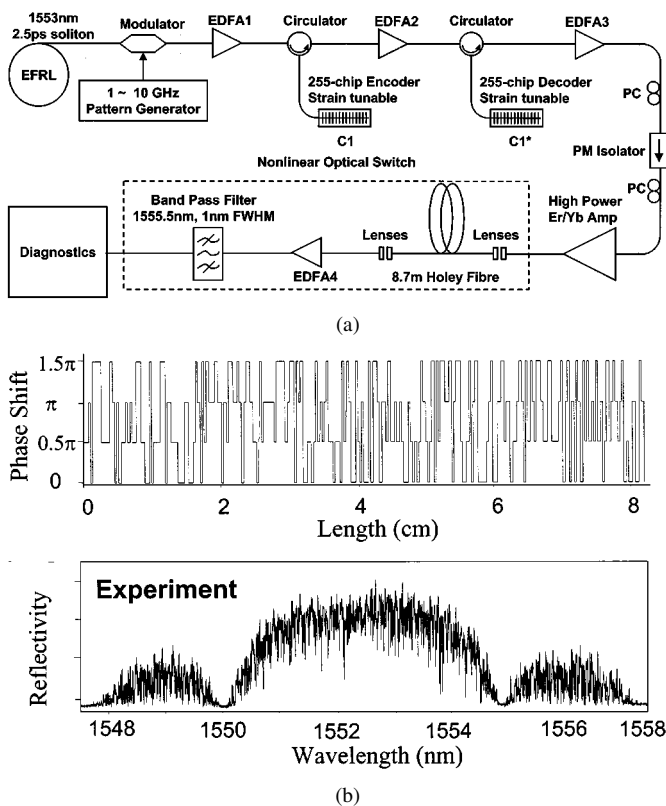 1553nm
2.5ps soliton
EFRL
Modulator
1 ~ 10 GHz
Pattern Generator
EDFA1
Circulator
255-chip Encoder
Strain tunable
C1
EDFA2
Circulator
255-chip Decoder
Strain tunable
C1*
EDFA3
PC
PM Isolator
PC
High Power
Er/Yb Amp
Nonlinear Optical Switch
Diagnostics
Band Pass Filter
1555.5nm, 1nm FWHM
EDFA4
Lenses
Lenses
8.7m Holey Fibre
(a)
Phase Shift
1.5π
π
0.5π
0
0 2 4 6 8
Length (cm)
Experiment
Reflectivity
1548 1550 1552 1554 1556 1558
Wavelength (nm)
(b)